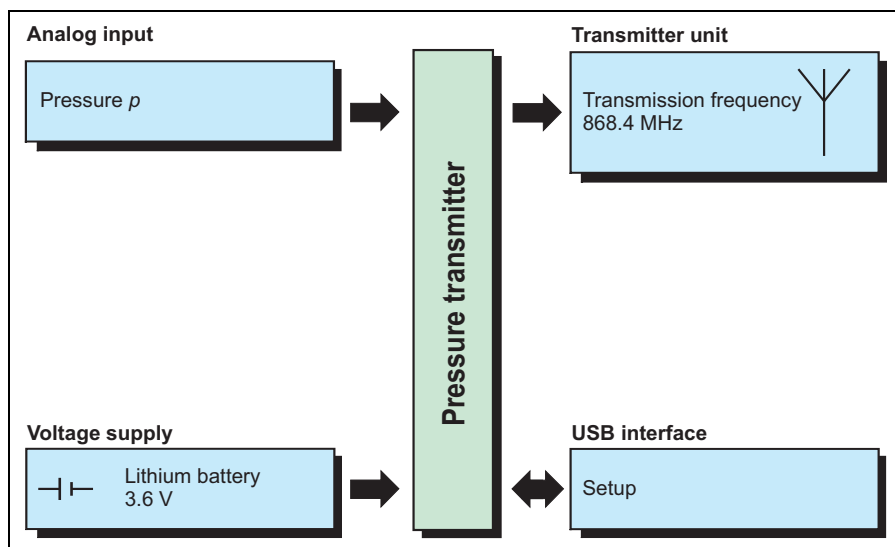 Analog input
Pressure p
Transmitter unit
Transmission frequency
868.4 MHz
Pressure transmitter
Voltage supply
Lithium battery
3.6 V
USB interface
Setup